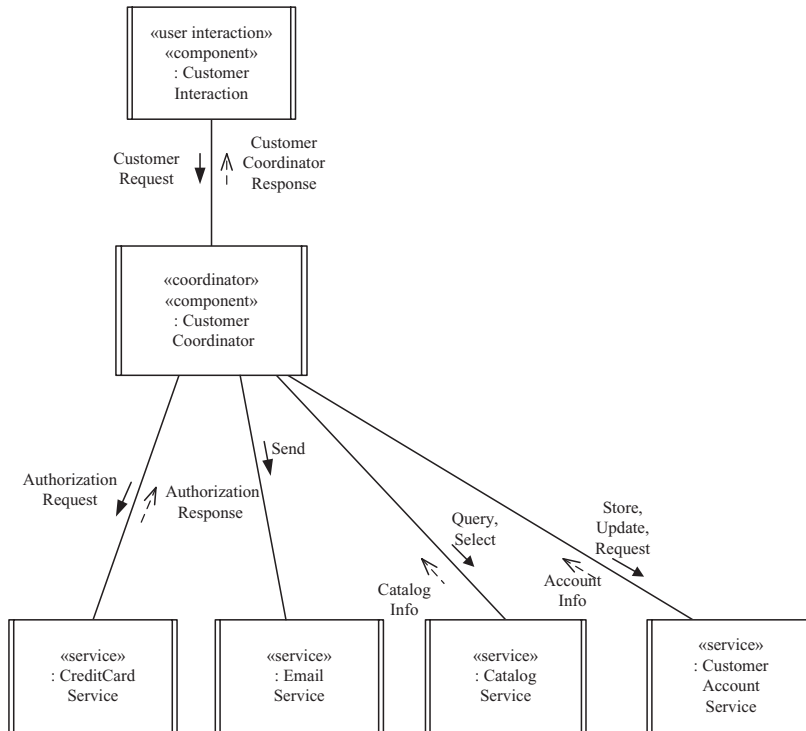 «user interaction»
«component»
: Customer
Interaction
Customer
Request
Customer
Coordinator
Response
«coordinator»
«component»
: Customer
Coordinator
Authorization
Request
Authorization
Response
Send
Query,
Select
Catalog
Info
Store,
Update,
Request
Account
Info
«service»
: CreditCard
Service
«service»
: Email
Service
«service»
: Catalog
Service
«service»
: Customer
Account
Service